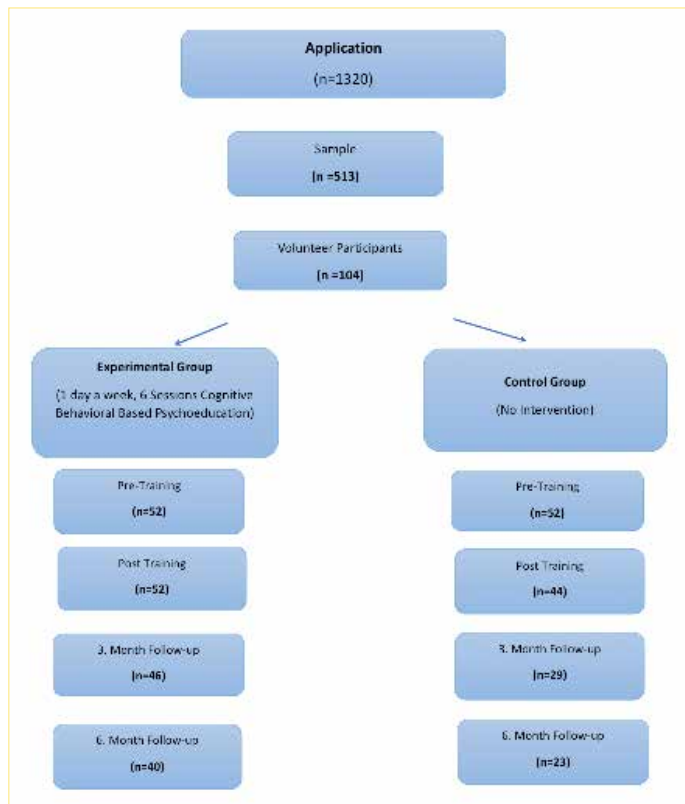 Application
(n=1320)
Sample
(n =513)
Volunteer Participants
(n =104)
Experimental Group
(1 day a week, 6 Sessions Cognitive
Behavioral Based Psychoeducation)
Pre-Training
(n=52)
Post Training
(n=52)
3. Month Follow-up
(n=46)
6. Month Follow-up
(n=40)
Control Group
(No Intervention)
Pre-Training
(n=52)
Post Training
(n=44)
3. Month Follow-up
(n=29)
6. Month Follow-up
(n=23)